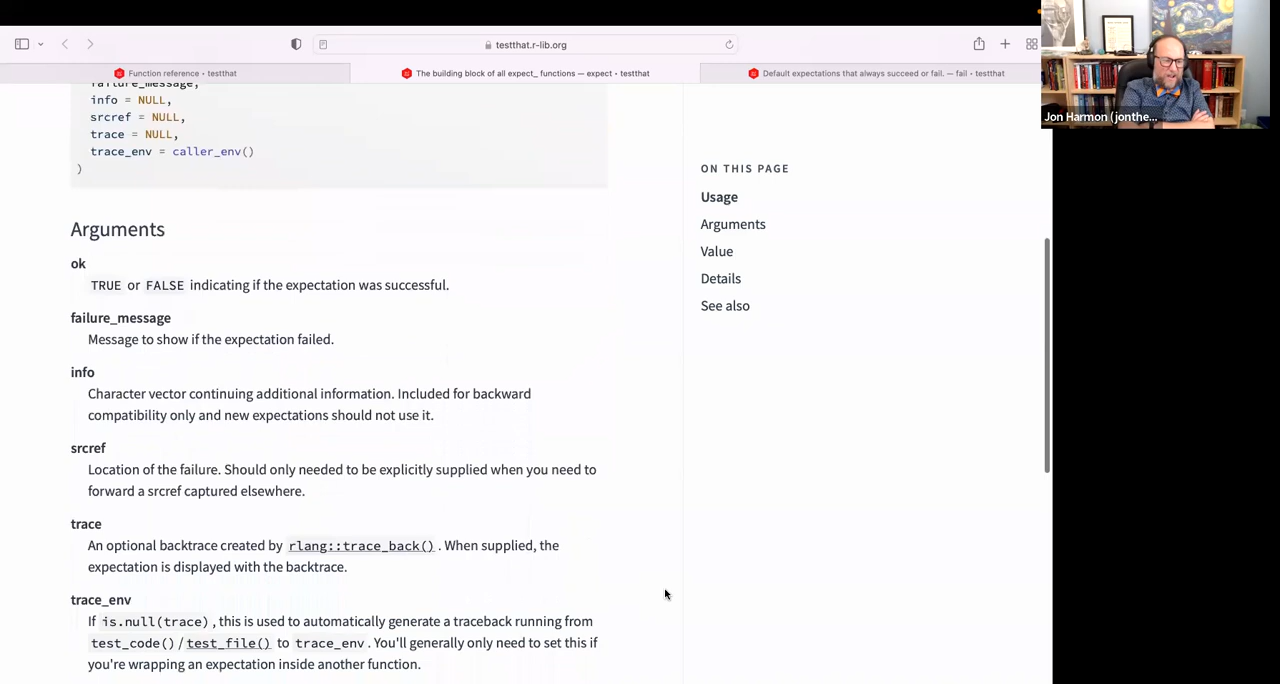 testthat.r-lib.org
Function reference • testthat
The building block of all expect_ functions — expect • testthat
Default expectations that always succeed or fail. — fail • testthat
Jon Harmon (jonthe...
failure_message,
info = NULL,
srcref = NULL,
trace = NULL,
trace_env = caller_env()
)
Arguments
ok
TRUE or FALSE indicating if the expectation was successful.
failure_message
Message to show if the expectation failed.
info
Character vector continuing additional information. Included for backward
compatibility only and new expectations should not use it.
srcref
Location of the failure. Should only needed to be explicitly supplied when you need to
forward a srcref captured elsewhere.
trace
An optional backtrace created by rlang::trace_back() . When supplied, the
expectation is displayed with the backtrace.
trace_env
If is.null(trace) , this is used to automatically generate a traceback running from
test_code() / test_file() to trace_env . You'll generally only need to set this if
you're wrapping an expectation inside another function.
ON THIS PAGE
Usage
Arguments
Value
Details
See also